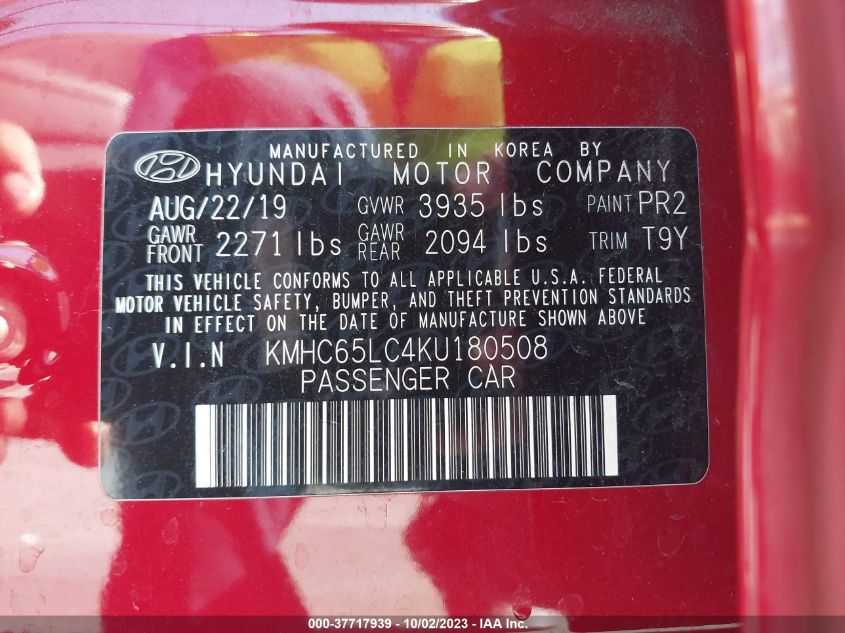 MANUFACTURED IN KOREA BY
HYUNDAI MOTOR COMPANY
AUG/22/19 GVWR 3935 lbs PAINT PR2
GAWR FRONT 2271 lbs GAWR REAR 2094 lbs TRIM T9Y
THIS VEHICLE CONFORMS TO ALL APPLICABLE U.S.A. FEDERAL
MOTOR VEHICLE SAFETY, BUMPER, AND THEFT PREVENTION STANDARDS
IN EFFECT ON THE DATE OF MANUFACTURE SHOWN ABOVE
V.I.N KMHC65LC4KU180508
PASSENGER CAR
000-37717939 - 10/02/2023 - IAA Inc.